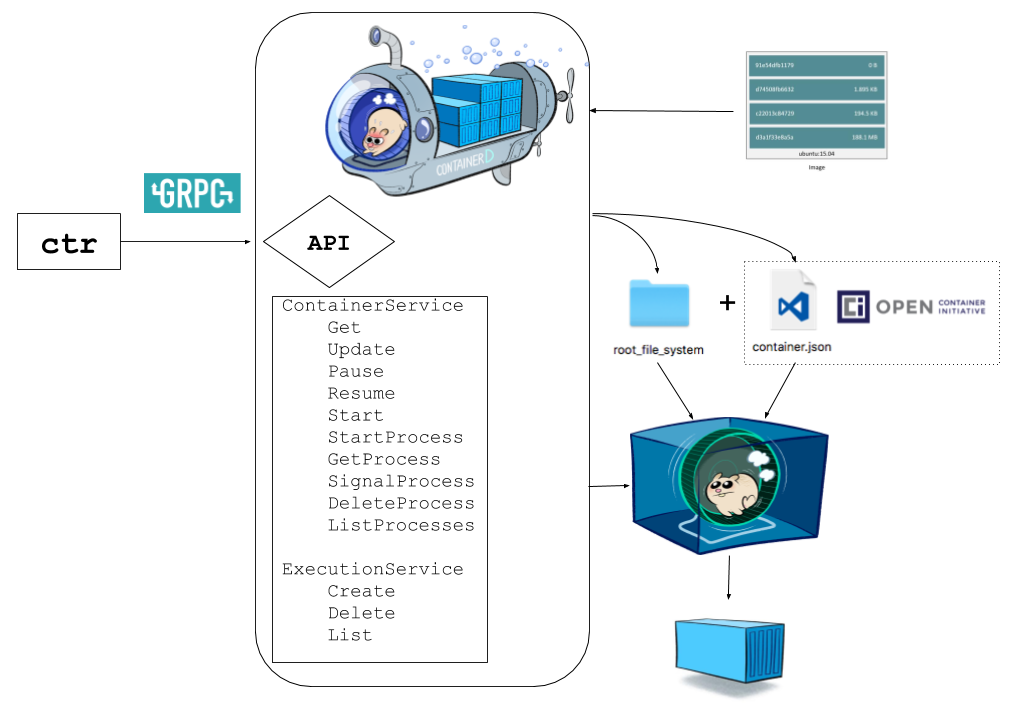 CONTAINERD
91e54dfb1179
0 B
d74508fb6632
1.895 KB
c22013c84729
194.5 KB
d3a1f33e8a5a
188.1 MB
ubuntu:15.04
image
GRPC
ctr
API
ContainerService
Get
Update
Pause
Resume
Start
StartProcess
GetProcess
SignalProcess
DeleteProcess
ListProcesses
ExecutionService
Create
Delete
List
root_file_system
+
container.json
Ci OPEN CONTAINER INITIATIVE